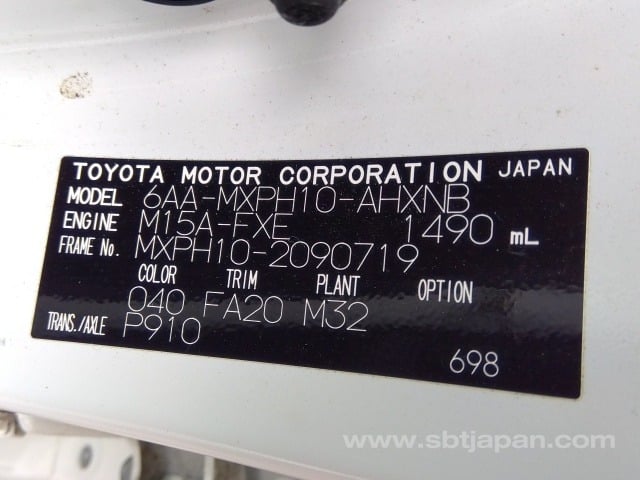 TOYOTA MOTOR CORPORATION JAPAN
MODEL 6AA-MXPH10-AHXNB
ENGINE M15A-FXE 1490 mL
FRAME No. MXPH10-2090719
COLOR TRIM PLANT OPTION
040 FA20 M32
TRANS./AXLE P910
698
www.sbtjapan.com